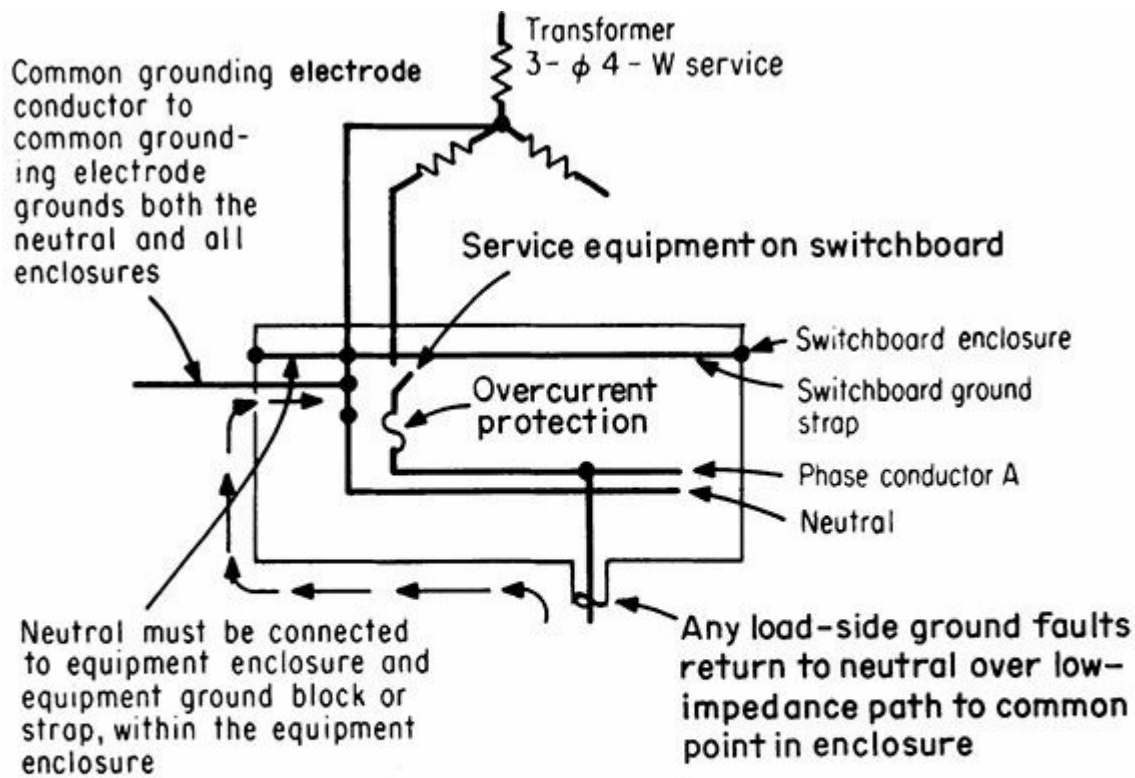 Transformer
3-ϕ 4-W service
Common grounding electrode
conductor to
common ground-
ing electrode
grounds both the
neutral and all
enclosures
Service equipment on switchboard
Switchboard enclosure
Overcurrent
protection
Switchboard ground
strap
Phase conductor A
Neutral
Neutral must be connected
to equipment enclosure and
equipment ground block or
strap, within the equipment
enclosure
Any load-side ground faults
return to neutral over low-
impedance path to common
point in enclosure